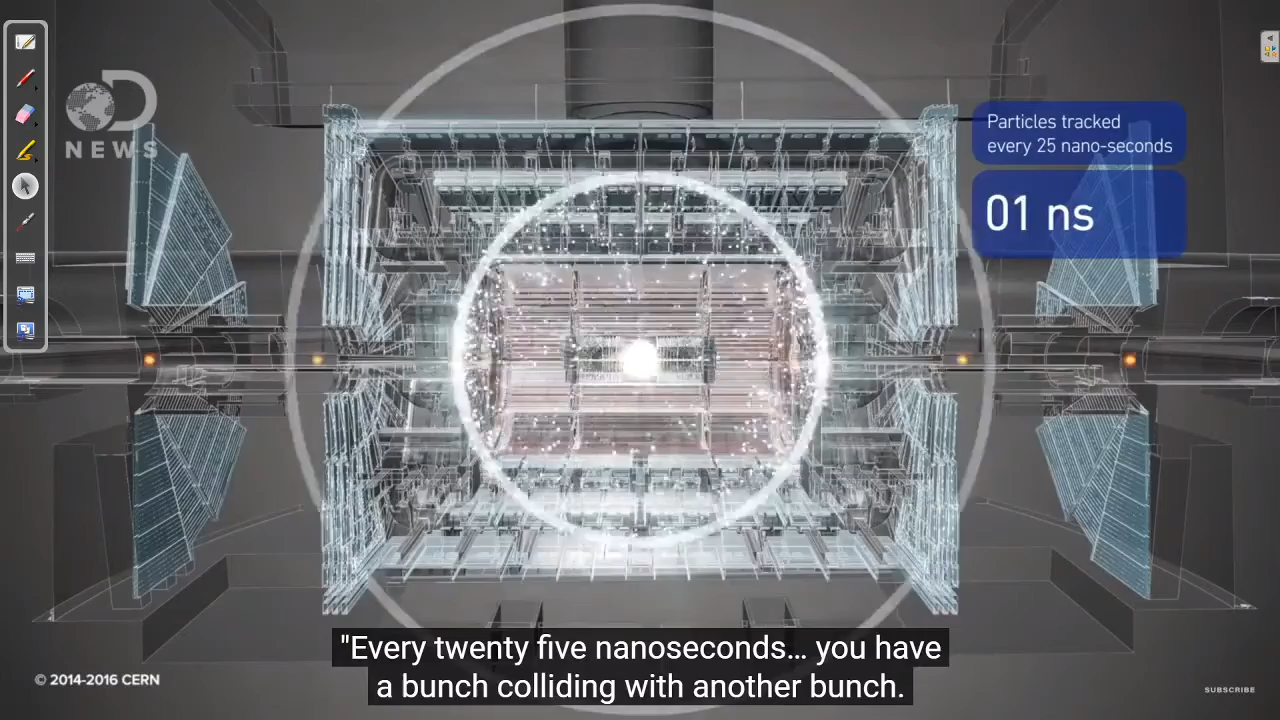 NEWS
Particles tracked
every 25 nano-seconds
01 ns
"Every twenty five nanoseconds... you have
a bunch colliding with another bunch.
© 2014-2016 CERN
SUBSCRIBE